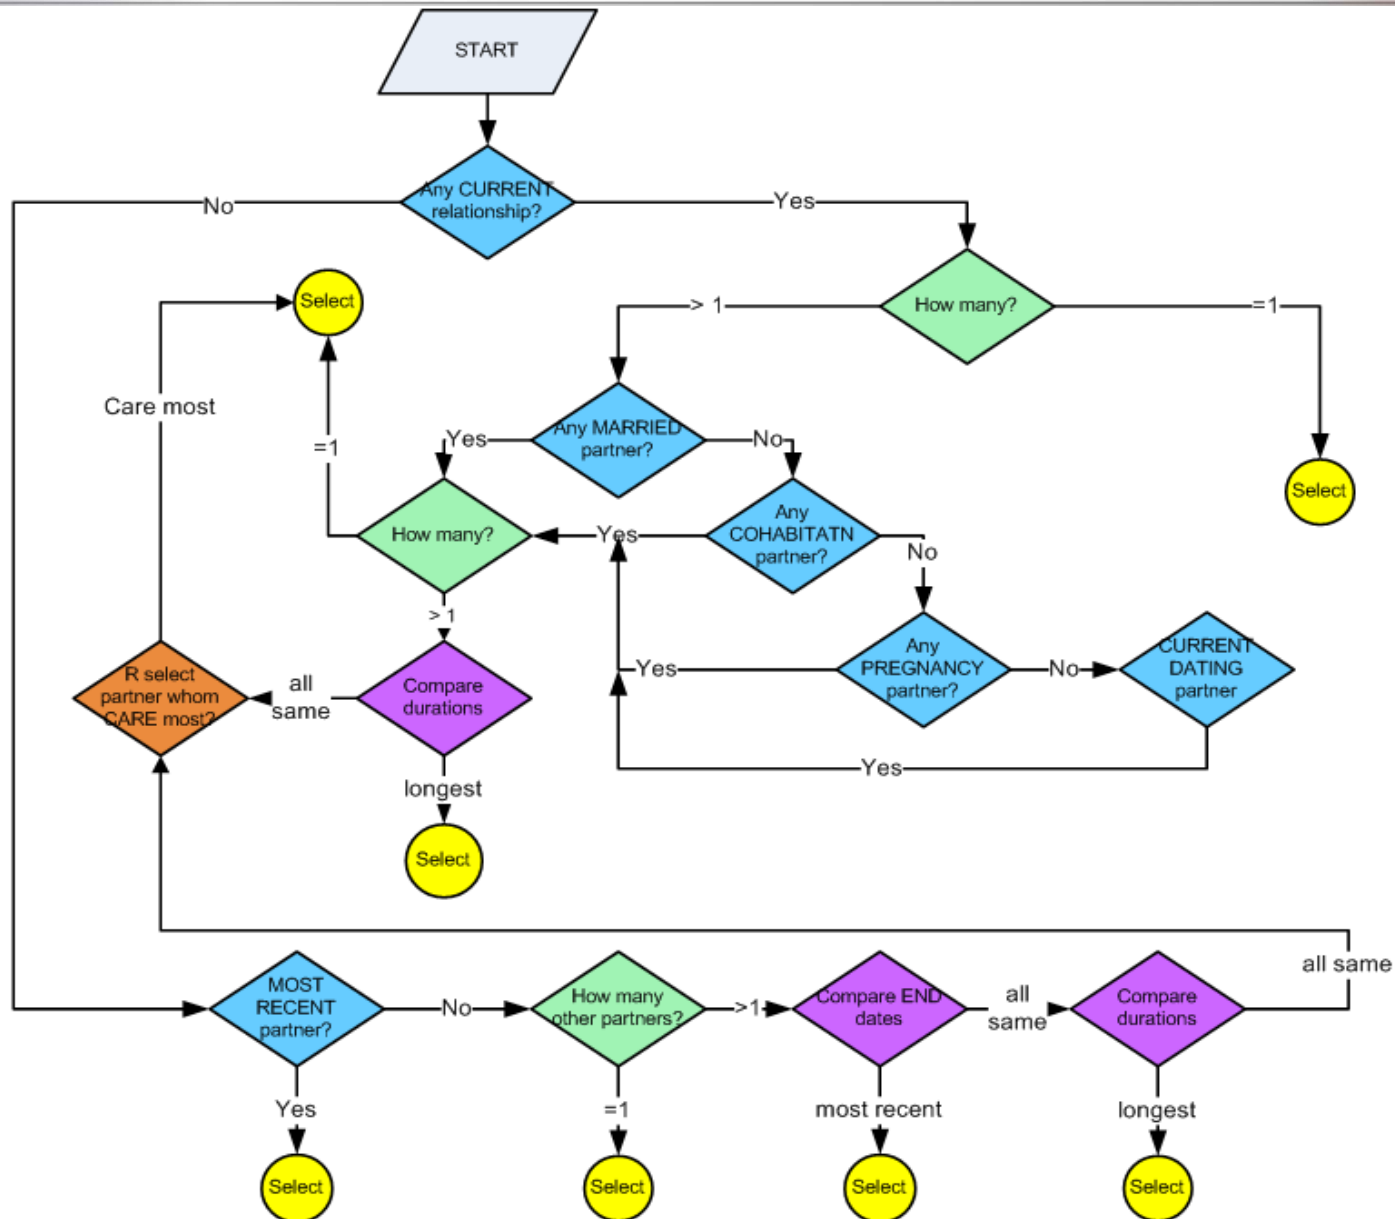 START
Any CURRENT
relationship?
No
Yes
Select
> 1
How many?
=1
Care most
Any MARRIED
partner?
Yes
No
=1
Select
How many?
Yes
Any
COHABITATN
partner?
No
> 1
R select
partner whom
CARE most?
all
same
Compare
durations
Yes
Any
PREGNANCY
partner?
No
CURRENT
DATING
partner
Yes
longest
Select
all same
MOST
RECENT
partner?
No
How many
other partners?
>1
Compare END
dates
all
same
Compare
durations
Yes
=1
most recent
longest
Select
Select
Select
Select